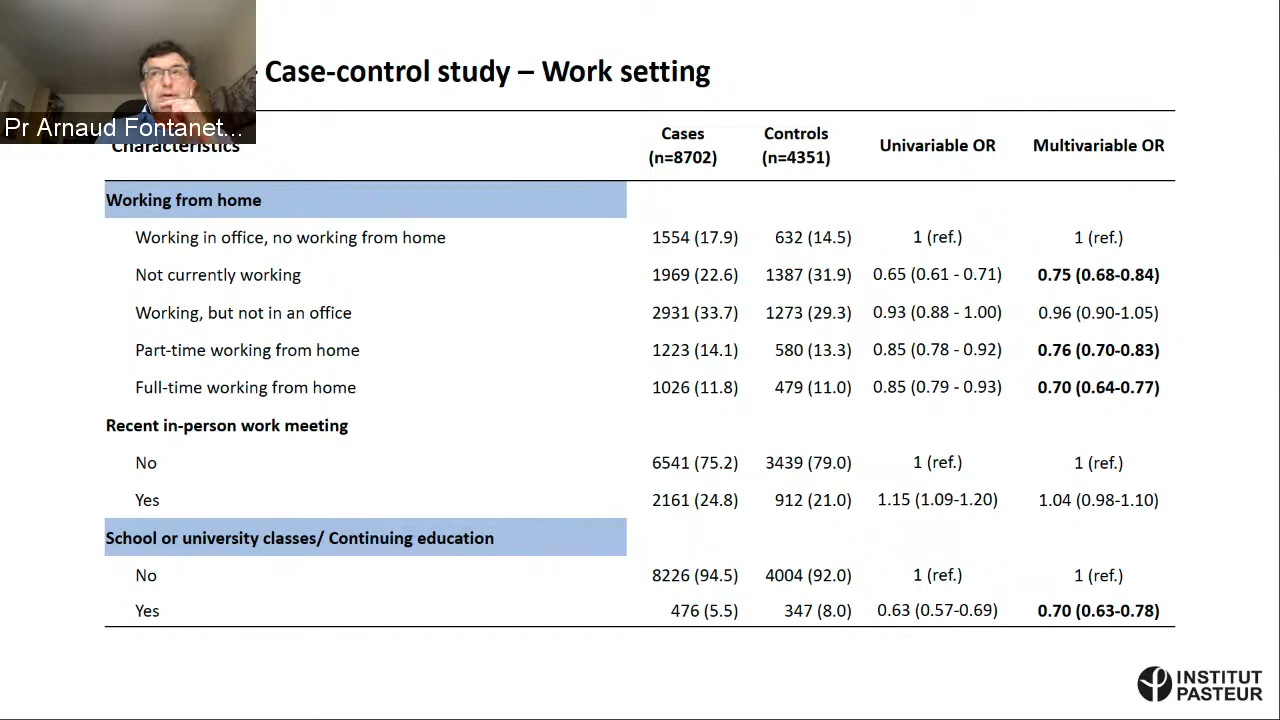 - Case-control study – Work setting
Pr Arnaud Fontanet...
Characteristics
Cases (n=8702)
Controls (n=4351)
Univariable OR
Multivariable OR
Working from home
Working in office, no working from home 1554 (17.9) 632 (14.5) 1 (ref.) 1 (ref.)
Not currently working 1969 (22.6) 1387 (31.9) 0.65 (0.61 - 0.71) 0.75 (0.68-0.84)
Working, but not in an office 2931 (33.7) 1273 (29.3) 0.93 (0.88 - 1.00) 0.96 (0.90-1.05)
Part-time working from home 1223 (14.1) 580 (13.3) 0.85 (0.78 - 0.92) 0.76 (0.70-0.83)
Full-time working from home 1026 (11.8) 479 (11.0) 0.85 (0.79 - 0.93) 0.70 (0.64-0.77)
Recent in-person work meeting
No 6541 (75.2) 3439 (79.0) 1 (ref.) 1 (ref.)
Yes 2161 (24.8) 912 (21.0) 1.15 (1.09-1.20) 1.04 (0.98-1.10)
School or university classes/ Continuing education
No 8226 (94.5) 4004 (92.0) 1 (ref.) 1 (ref.)
Yes 476 (5.5) 347 (8.0) 0.63 (0.57-0.69) 0.70 (0.63-0.78)
INSTITUT
PASTEUR